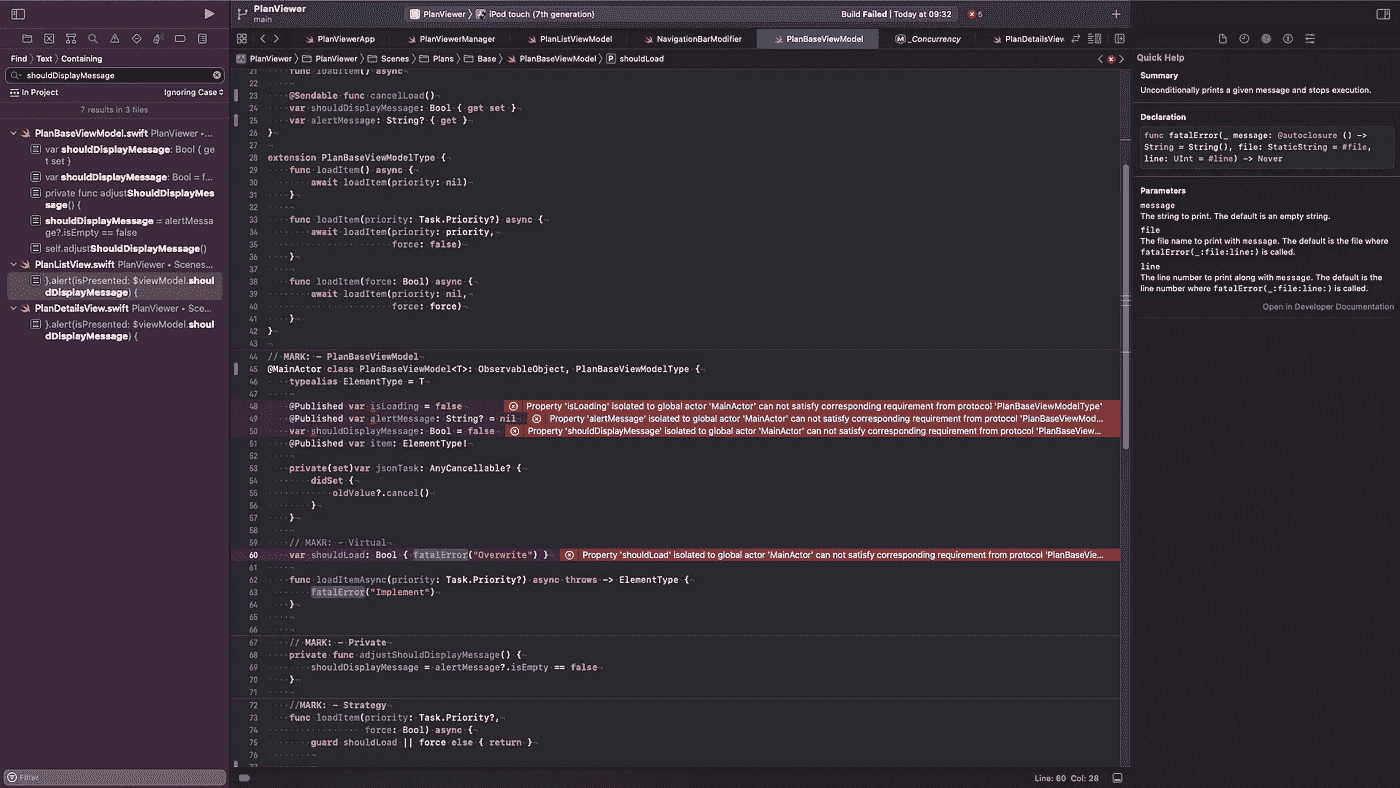 PlanViewer
main
PlanViewer 〉 iPod touch (7th generation)
Build Failed | Today at 09:32
5
PlanViewerApp
PlanViewerManager
PlanListViewModel
NavigationBarModifier
PlanBaseViewModel
_Concurrency
PlanDetailsView
Find 〉 Text 〉 Containing
shouldDisplayMessage
In Project
Ignoring Case
7 results in 3 files
PlanBaseViewModel.swift PlanViewer ▸...
var shouldDisplayMessage: Bool { ge
t set }
var shouldDisplayMessage: Bool = f...
private func adjustShouldDisplayMes
sage() {
shouldDisplayMessage = alertMessa
ge?.isEmpty == false
self.adjustShouldDisplayMessage()
PlanListView.swift PlanViewer ▸ Scenes...
}.alert(isPresented: $viewModel.shou
ldDisplayMessage) {
PlanDetailsView.swift PlanViewer ▸ Sce...
}.alert(isPresented: $viewModel.shou
ldDisplayMessage) {
Filter
PlanViewer 〉 PlanViewer 〉 Scenes 〉 Plans 〉 Base 〉 PlanBaseViewModel 〉 P shouldLoad
21 func loadItem() async
22
23 @Sendable func cancelLoad()
24 var shouldDisplayMessage: Bool { get set }
25 var alertMessage: String? { get }
26 }
27
28 extension PlanBaseViewModelType {
29 func loadItem() async {
30 await loadItem(priority: nil)
31 }
32
33 func loadItem(priority: Task.Priority?) async {
34 await loadItem(priority: priority,
35 force: false)
36 }
37
38 func loadItem(force: Bool) async {
39 await loadItem(priority: nil,
40 force: force)
41 }
42 }
43
44 // MARK: - PlanBaseViewModel
45 @MainActor class PlanBaseViewModel<T>: ObservableObject, PlanBaseViewModelType {
46 typealias ElementType = T
47
48 @Published var isLoading = false Property 'isLoading' isolated to global actor 'MainActor' can not satisfy corresponding requirement from protocol 'PlanBaseViewModelType'
49 @Published var alertMessage: String? = nil Property 'alertMessage' isolated to global actor 'MainActor' can not satisfy corresponding requirement from protocol 'PlanBaseViewMod...
50 var shouldDisplayMessage: Bool = false Property 'shouldDisplayMessage' isolated to global actor 'MainActor' can not satisfy corresponding requirement from protocol 'PlanBaseView...
51 @Published var item: ElementType!
52
53 private(set)var jsonTask: AnyCancellable? {
54 didSet {
55 oldValue?.cancel()
56 }
57 }
58
59 // MAKR: - Virtual
60 var shouldLoad: Bool { fatalError("Overwrite") } Property 'shouldLoad' isolated to global actor 'MainActor' can not satisfy corresponding requirement from protocol 'PlanBaseVie...
61
62 func loadItemAsync(priority: Task.Priority?) async throws -> ElementType {
63 fatalError("Implement")
64 }
65
66
67 // MARK: - Private
68 private func adjustShouldDisplayMessage() {
69 shouldDisplayMessage = alertMessage?.isEmpty == false
70 }
71
72 //MARK: - Strategy
73 func loadItem(priority: Task.Priority?,
74 force: Bool) async {
75 guard shouldLoad || force else { return }
76
Line: 60 Col: 28
Quick Help
Summary
Unconditionally prints a given message and stops execution.
Declaration
func fatalError(_ message: @autoclosure () ->
String = String(), file: StaticString = #file,
line: UInt = #line) -> Never
Parameters
message
The string to print. The default is an empty string.
file
The file name to print with message. The default is the file where
fatalError(_:file:line:) is called.
line
The line number to print along with message. The default is the
line number where fatalError(_:file:line:) is called.
Open in Developer Documentation